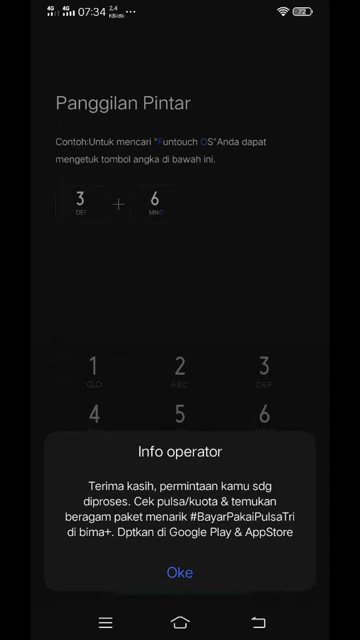 4G 4G 07:34 2,4 KB/dtk ... 72
Panggilan Pintar
Contoh:Untuk mencari "Funtouch OS"Anda dapat
mengetuk tombol angka di bawah ini.
3 + 6
DEF MNO
1 2 3
ABC DEF
4 5 6
Info operator
Terima kasih, permintaan kamu sdg
diproses. Cek pulsa/kuota & temukan
beragam paket menarik #BayarPakaiPulsaTri
di bima+. Dptkan di Google Play & AppStore
Oke